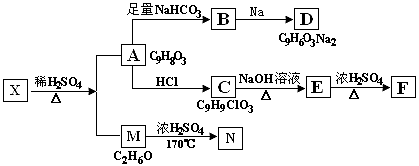 足量NaHCO₃ B Na D
C₉H₆O₃Na₂
A C₉H₈O₃
X 稀H₂SO₄ △
HCl C NaOH溶液 △ E 浓H₂SO₄ △ F
C₉H₉ClO₃
M 浓H₂SO₄ 170℃ N
C₂H₆O